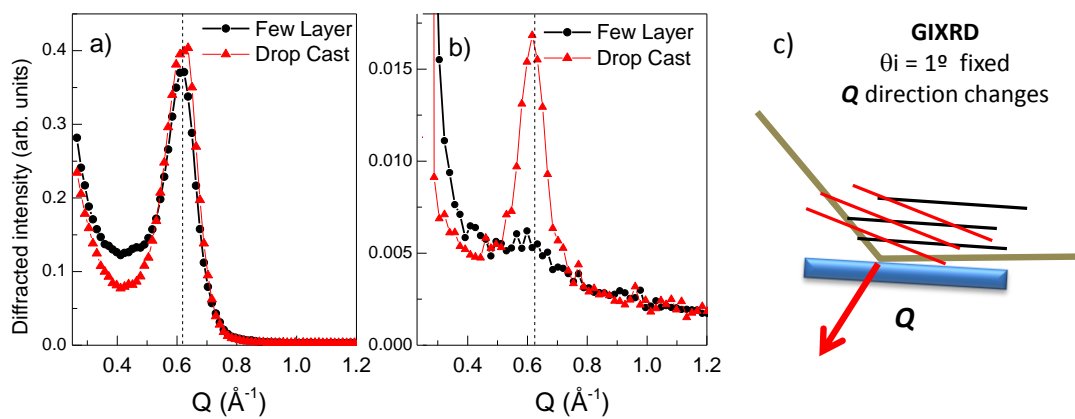 a)
Few Layer
Drop Cast
Diffracted intensity (arb. units)
0.4
0.3
0.2
0.1
0.0
0.4 0.6 0.8 1.0 1.2
Q (Å-1)
b)
Few Layer
Drop Cast
0.015
0.010
0.005
0.000
0.4 0.6 0.8 1.0 1.2
Q (Å-1)
c)
GIXRD
θi = 1º fixed
Q direction changes
Q